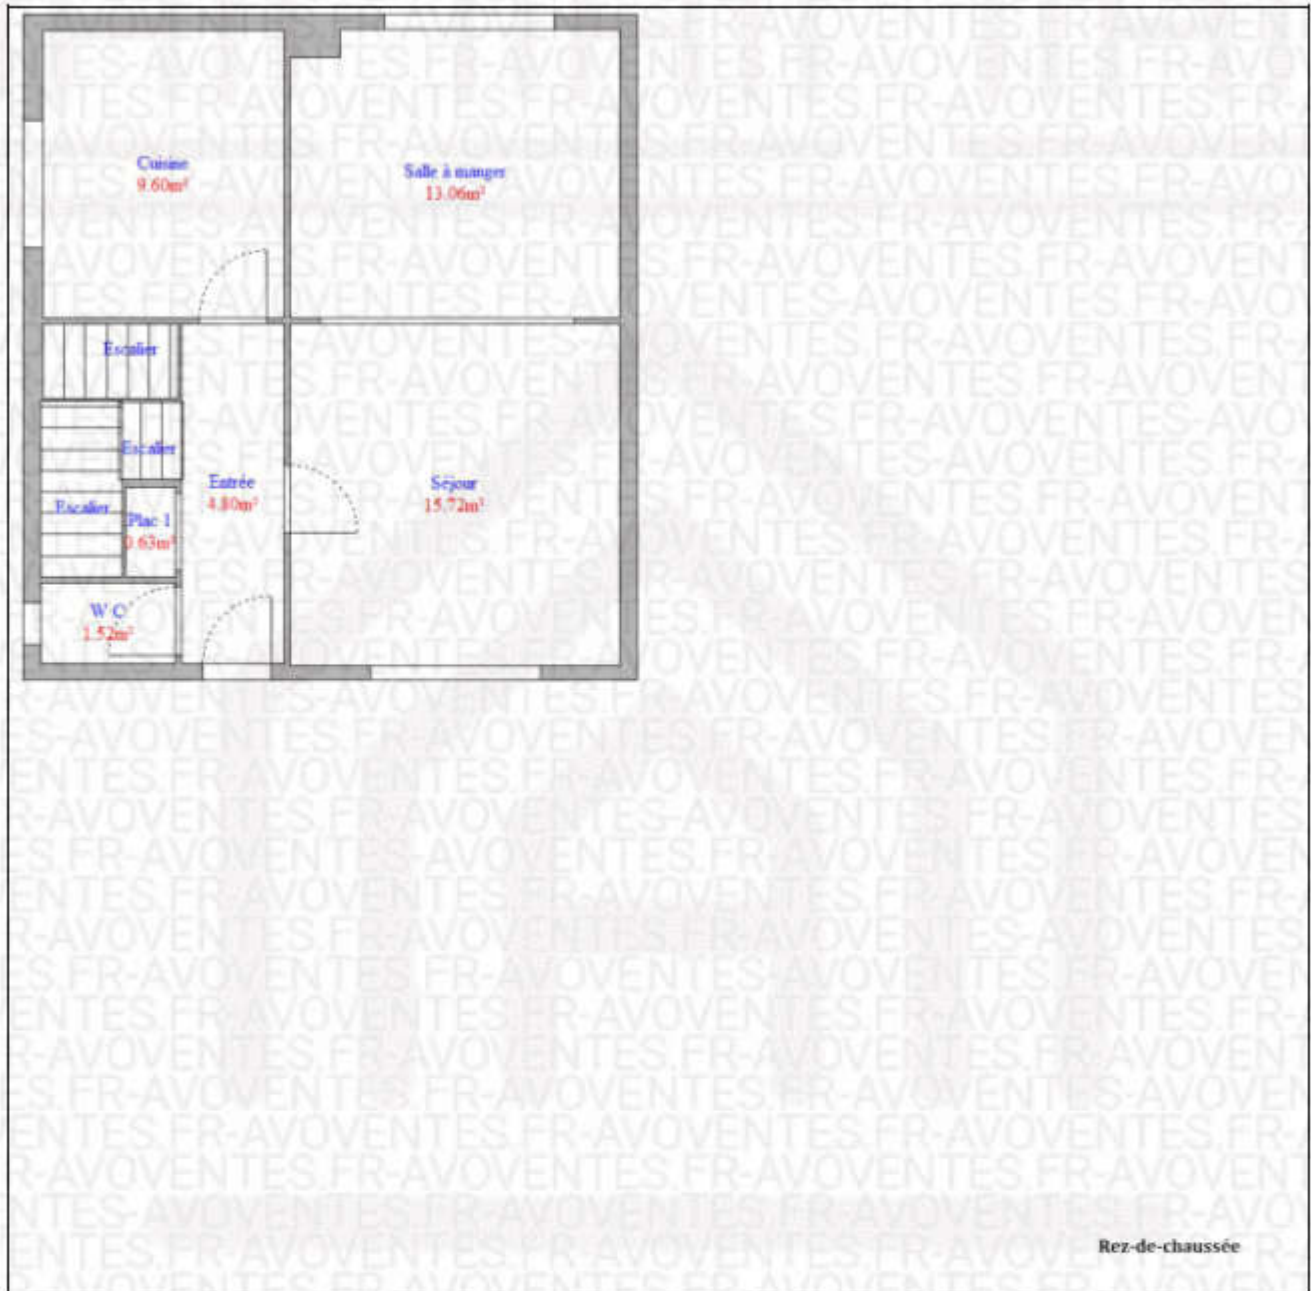 Cuisine
9.60m²
Salle à manger
13.06m²
Escalier
Escalier
Escalier
Plac 1
0.63m²
Entrée
4.80m²
Séjour
15.72m²
W C
1.52m²
Rez-de-chaussée